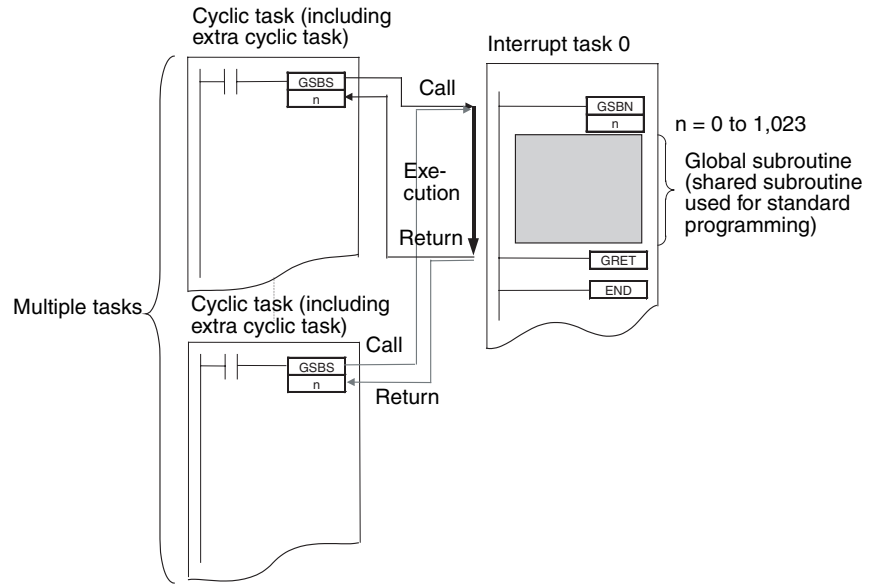 Cyclic task (including
extra cyclic task)
GSBS
n
Call
Exe-
cution
Return
Interrupt task 0
GSBN
n
n = 0 to 1,023
Global subroutine
(shared subroutine
used for standard
programming)
GRET
END
Multiple tasks
Cyclic task (including
extra cyclic task)
GSBS
n
Call
Return